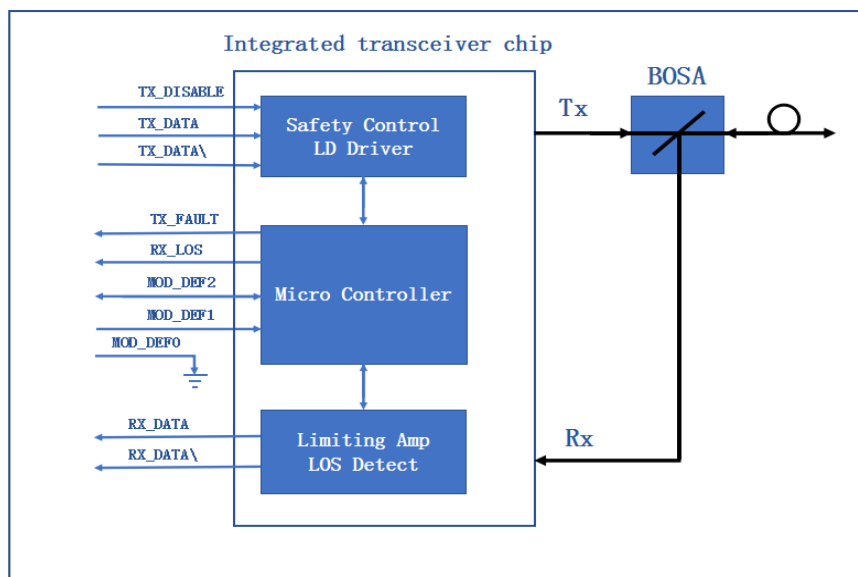 Integrated transceiver chip
BOSA
TX_DISABLE
TX_DATA
TX_DATA\
Safety Control
LD Driver
Tx
TX_FAULT
RX_LOS
MOD_DEF2
MOD_DEF1
MOD_DEF0
Micro Controller
RX_DATA
RX_DATA\
Limiting Amp
LOS Detect
Rx